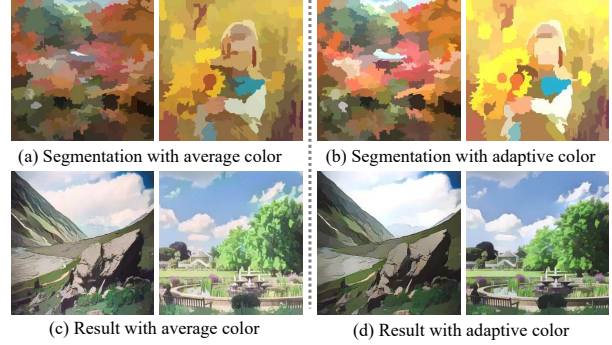 (a) Segmentation with average color
(b) Segmentation with adaptive color
(c) Result with average color
(d) Result with adaptive color